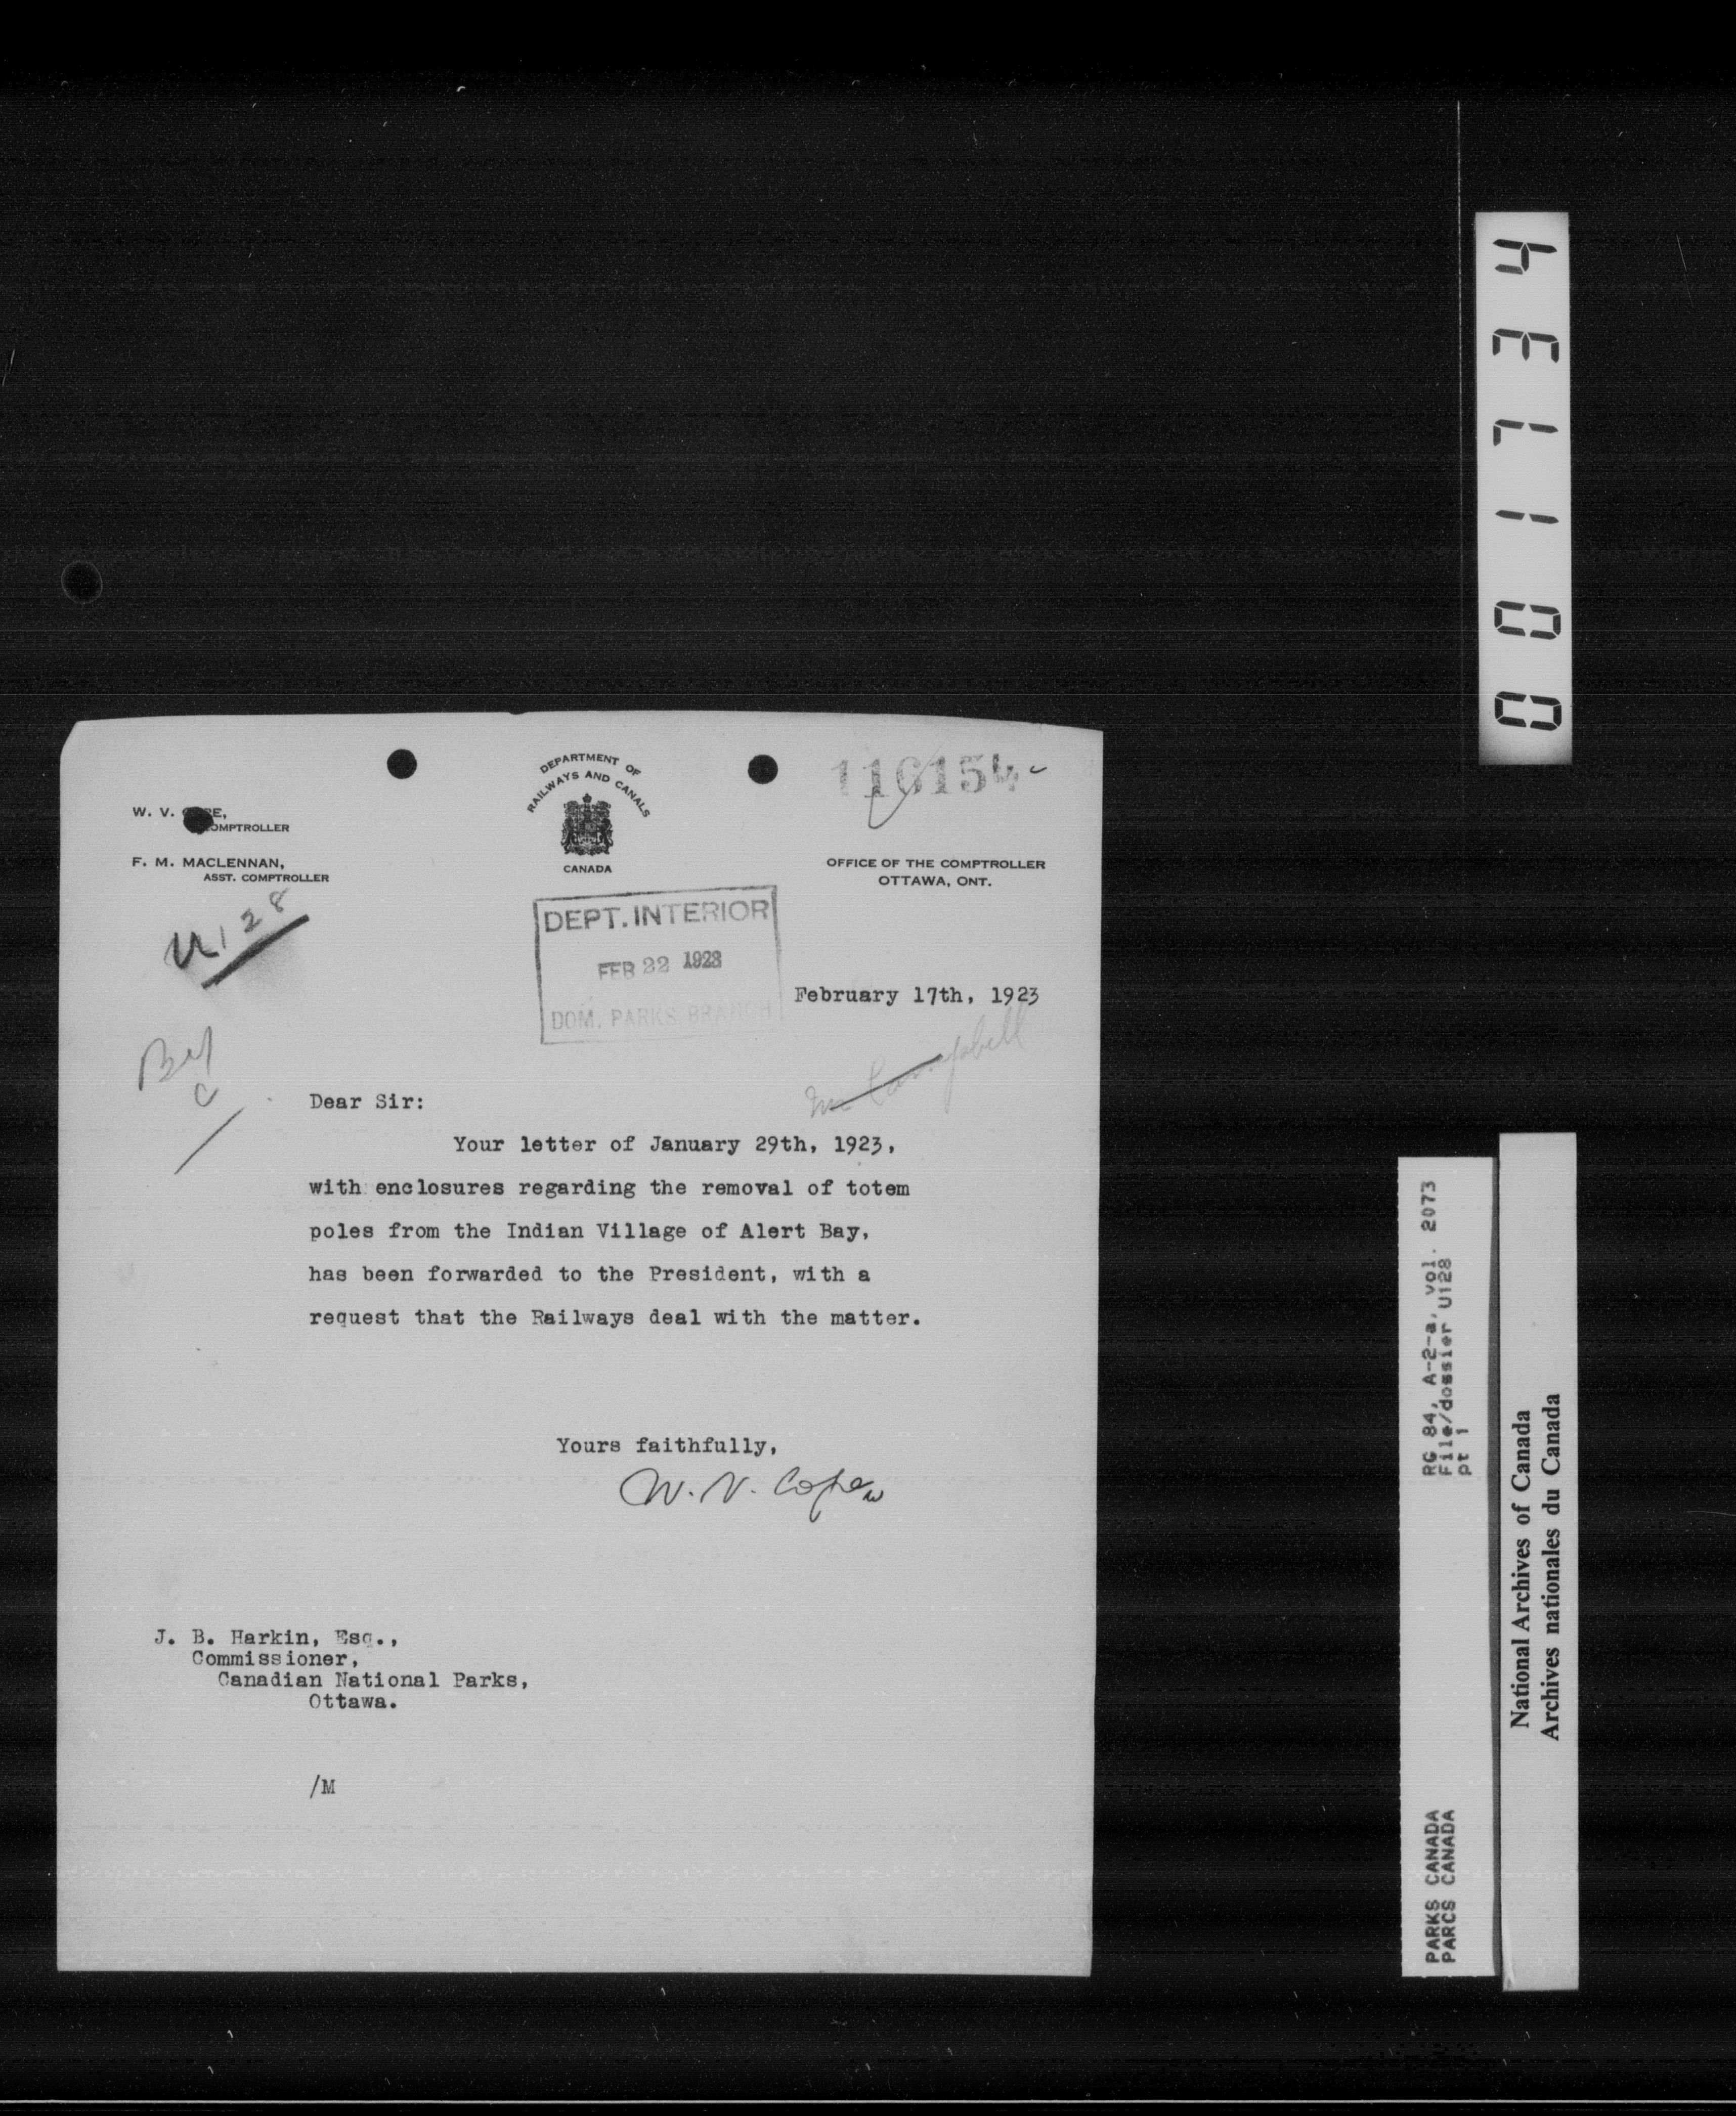 DEPARTMENT OF
RAILWAYS AND CANALS
CANADA
116154
W. V. COPE,
COMPTROLLER
F. M. MACLENNAN,
ASST. COMPTROLLER
OFFICE OF THE COMPTROLLER
OTTAWA, ONT.
U128
DEPT. INTERIOR
FEB 22 1923
DOM. PARKS BRANCH
February 17th, 1923
Mr Campbell
Dear Sir:
Your letter of January 29th, 1923,
with enclosures regarding the removal of totem
poles from the Indian Village of Alert Bay,
has been forwarded to the President, with a
request that the Railways deal with the matter.
Yours faithfully,
W. V. Cope
J. B. Harkin, Esq.,
Commissioner,
Canadian National Parks,
Ottawa.
/M
001734
RG 84, A-2-a, vol. 2073
File/dossier U128
pt 1
PARKS CANADA
PARCS CANADA
National Archives of Canada
Archives nationales du Canada